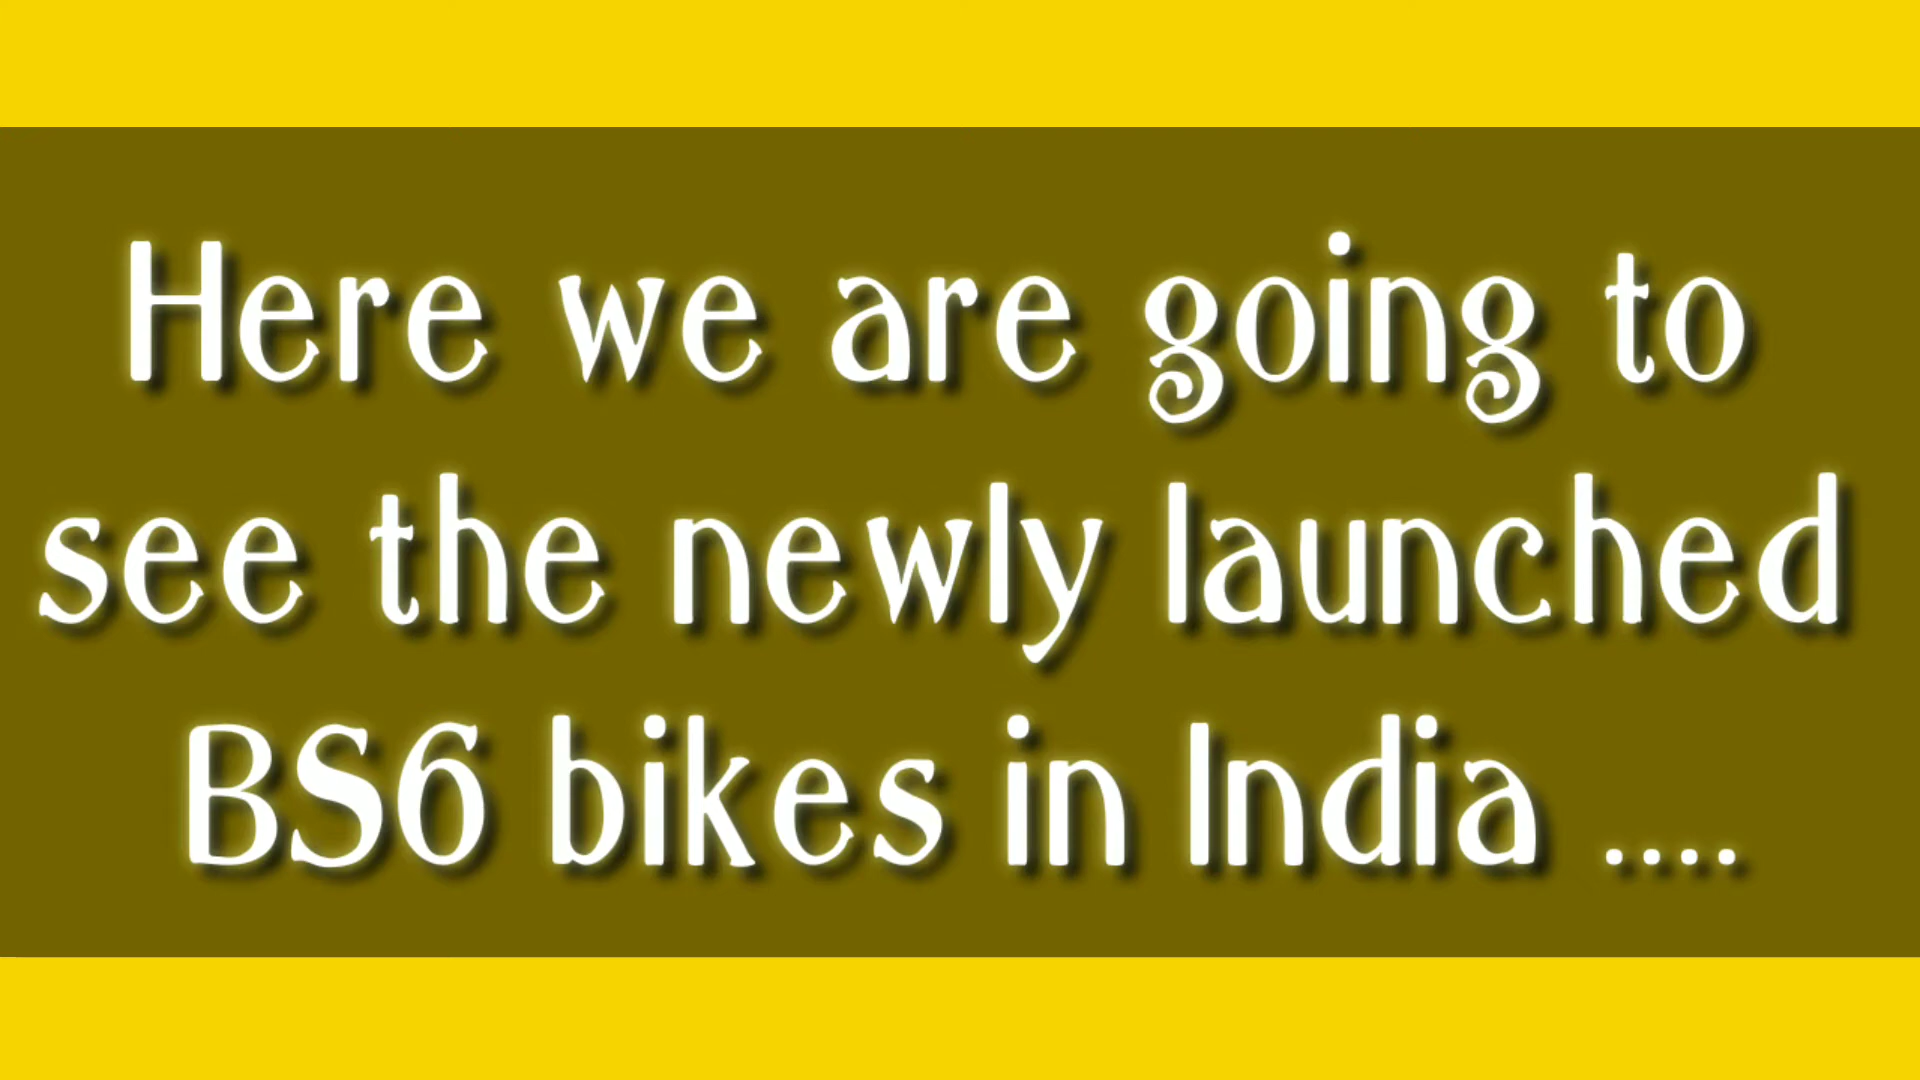 Here we are going to
see the newly launched
BS6 bikes in India ....